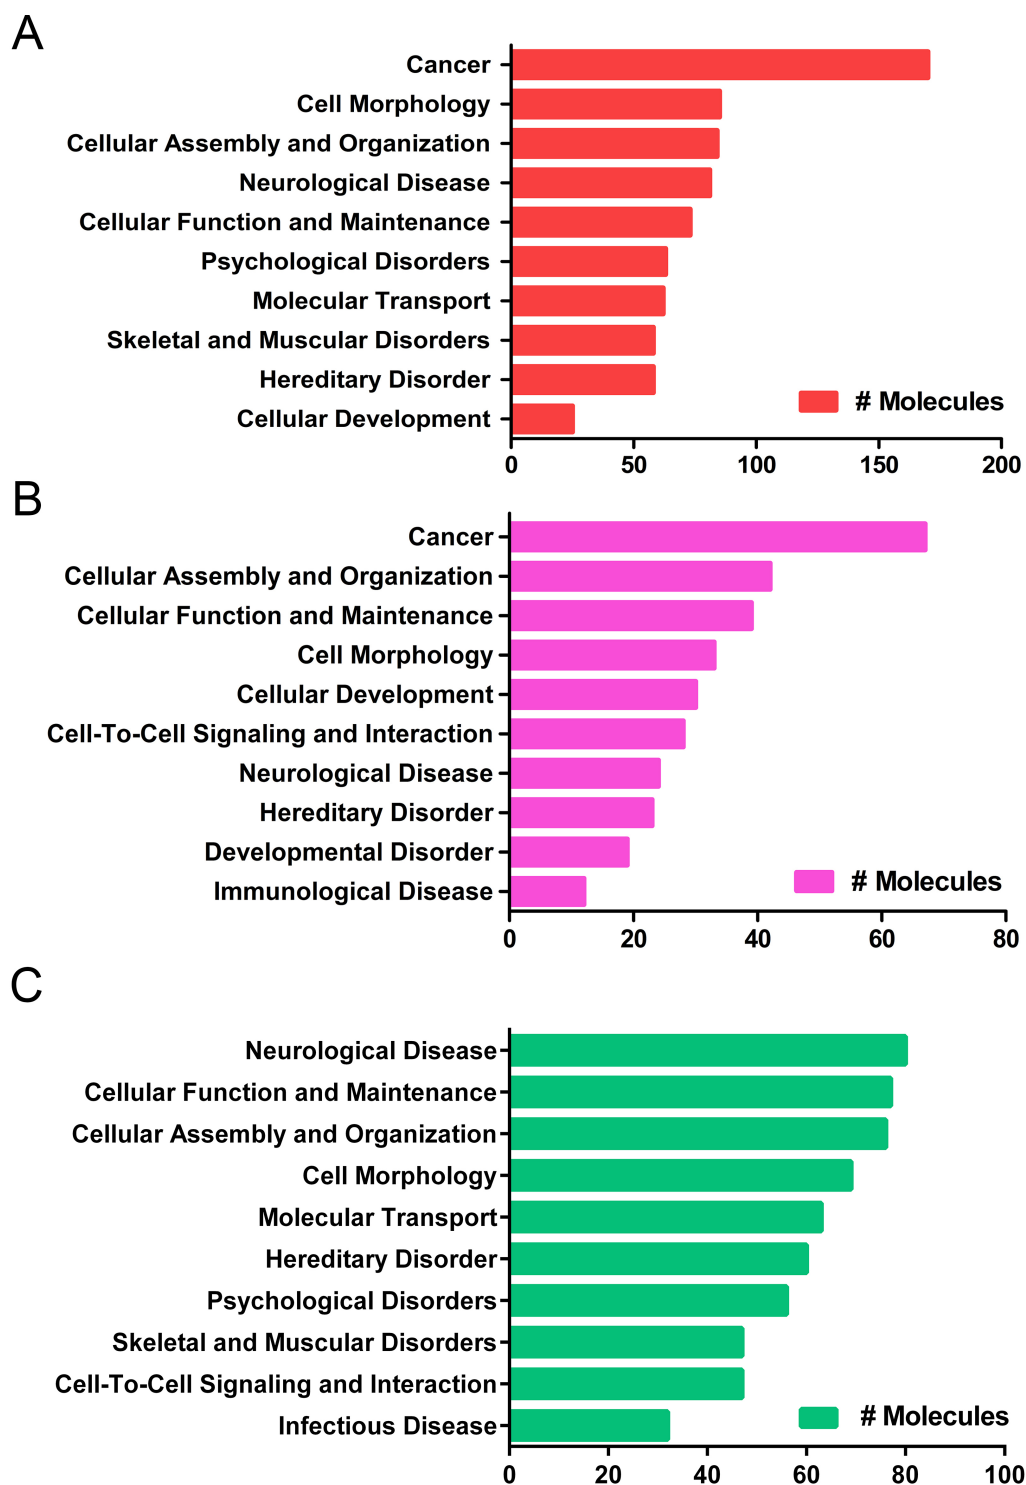 A
Cancer
Cell Morphology
Cellular Assembly and Organization
Neurological Disease
Cellular Function and Maintenance
Psychological Disorders
Molecular Transport
Skeletal and Muscular Disorders
Hereditary Disorder
Cellular Development
# Molecules
0 50 100 150 200
B
Cancer
Cellular Assembly and Organization
Cellular Function and Maintenance
Cell Morphology
Cellular Development
Cell-To-Cell Signaling and Interaction
Neurological Disease
Hereditary Disorder
Developmental Disorder
Immunological Disease
# Molecules
0 20 40 60 80
C
Neurological Disease
Cellular Function and Maintenance
Cellular Assembly and Organization
Cell Morphology
Molecular Transport
Hereditary Disorder
Psychological Disorders
Skeletal and Muscular Disorders
Cell-To-Cell Signaling and Interaction
Infectious Disease
# Molecules
0 20 40 60 80 100